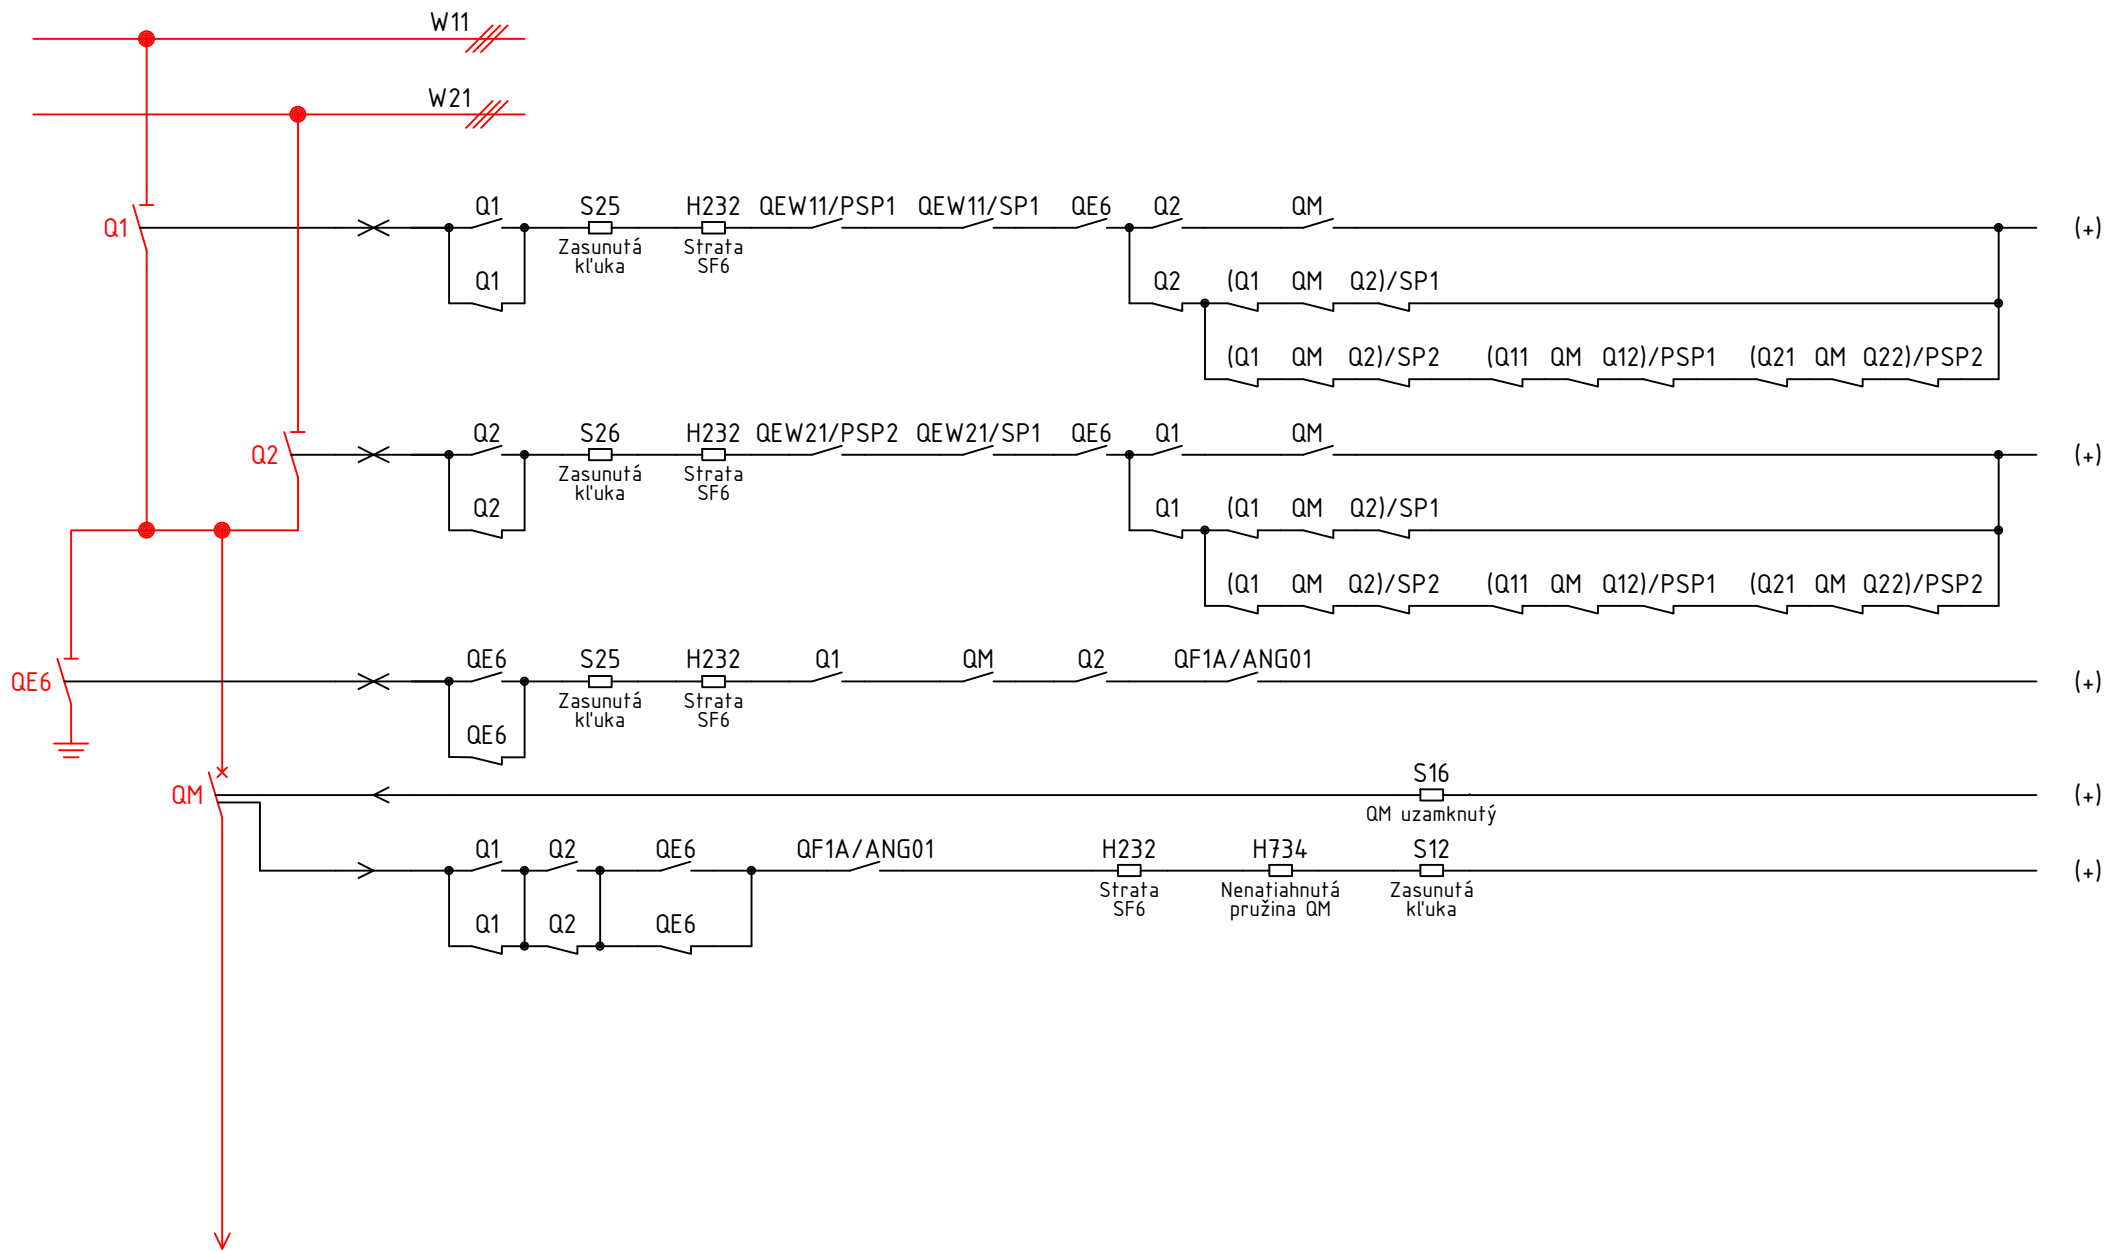 W11
W21
Q1 S25 H232 QEW11/PSP1 QEW11/SP1 QE6 Q2 QM
Q1 (+)
Zasunutá Strata
kľuka SF6
Q1 Q2 (Q1 QM Q2)/SP1
(Q1 QM Q2)/SP2 (Q11 QM Q12)/PSP1 (Q21 QM Q22)/PSP2
Q2 S26 H232 QEW21/PSP2 QEW21/SP1 QE6 Q1 QM
Q2 (+)
Zasunutá Strata
kľuka SF6
Q2 Q1 (Q1 QM Q2)/SP1
(Q1 QM Q2)/SP2 (Q11 QM Q12)/PSP1 (Q21 QM Q22)/PSP2
QE6 S25 H232 Q1 QM Q2 QF1A/ANG01
QE6 (+)
Zasunutá Strata
kľuka SF6
QE6
S16
QM (+)
QM uzamknutý
Q1 Q2 QE6 QF1A/ANG01 H232 H734 S12
(+)
Strata Nenatiahnutá Zasunutá
SF6 pružina QM kľuka
Q1 Q2 QE6